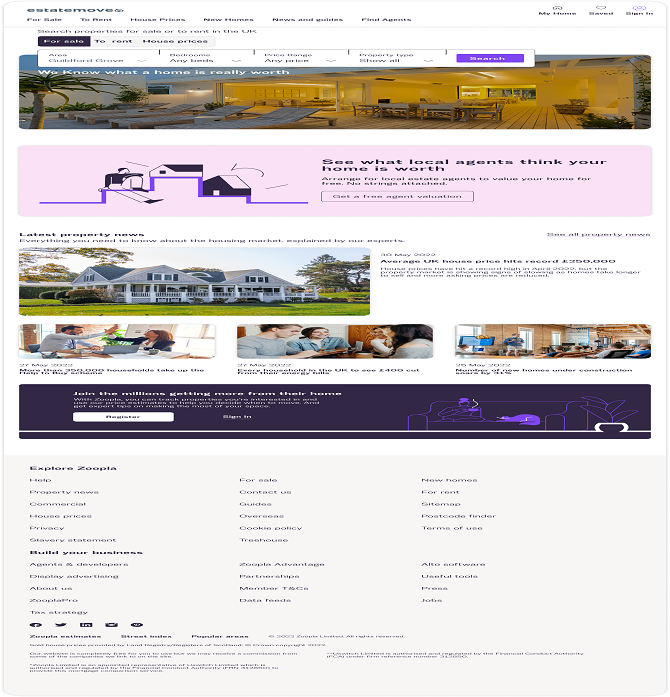 estatemove
My Home
Saved
Sign In
For Sale
To Rent
House Prices
New Homes
News and guides
Find Agents
Search properties for sale or to rent in the UK
For sale
To rent
House prices
Area
Guildford Grove
Bedrooms
Any beds
Price Range
Any price
Property type
Show all
Search
We Know what a home is really worth
See what local agents think your
home is worth
Arrange for local estate agents to value your home for
free. No strings attached.
Get a free agent valuation
Latest property news
See all property news
Everything you need to know about the housing market, explained by our experts.
30 May 2022
Average UK house price hits record £250,000
House prices have hit a record high in April 2022, but the
property market is showing signs of slowing as homes take longer
to sell and more asking prices are reduced.
27 May 2022
More than 350,000 households take up the
Help to Buy scheme
27 May 2022
Every household in the UK to see £400 cut
from their energy bills
25 May 2022
Number of new homes under construction
soars by 31%
Join the millions getting more from their home
With Zoopla, you can track properties you're interested in and
use our price estimates to help you decide when to move. And
get expert tips on making the most of your space.
Register
Sign in
Explore Zoopla
Help
For sale
New homes
Property news
Contact us
For rent
Commercial
Guides
Sitemap
House prices
Overseas
Postcode finder
Privacy
Cookie policy
Terms of use
Slavery statement
Treehouse
Build your business
Agents & developers
Zoopla Advantage
Alto software
Display advertising
Partnerships
Useful tools
About us
Member T&Cs
Press
ZooplaPro
Data feeds
Jobs
Tax strategy
Zoopla estimates
Street index
Popular areas
© 2022 Zoopla Limited. All rights reserved.
Sold house prices provided by Land Registry/Registers of Scotland. © Crown copyright 2022.
Our website is completely free for you to use but we may receive a commission from
some of the companies we link to on the site.
**Uswitch Limited is authorised and regulated by the Financial Conduct Authority
(FCA) under firm reference number 312850.
*Zoopla Limited is an appointed representative of Uswitch Limited which is
authorised and regulated by the Financial Conduct Authority (FRN 312850) to
provide this mortgage comparison service.